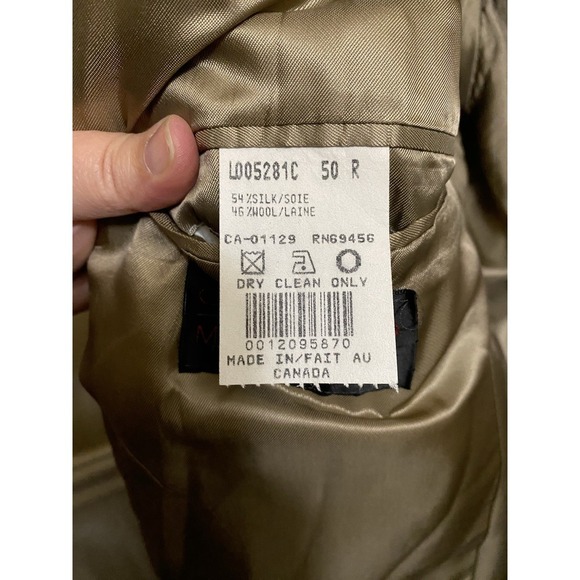 L005281C 50 R
54%SILK/SOIE
46%WOOL/LAINE
CA-01129 RN69456
DRY CLEAN ONLY
0012095870
MADE IN/FAIT AU
CANADA